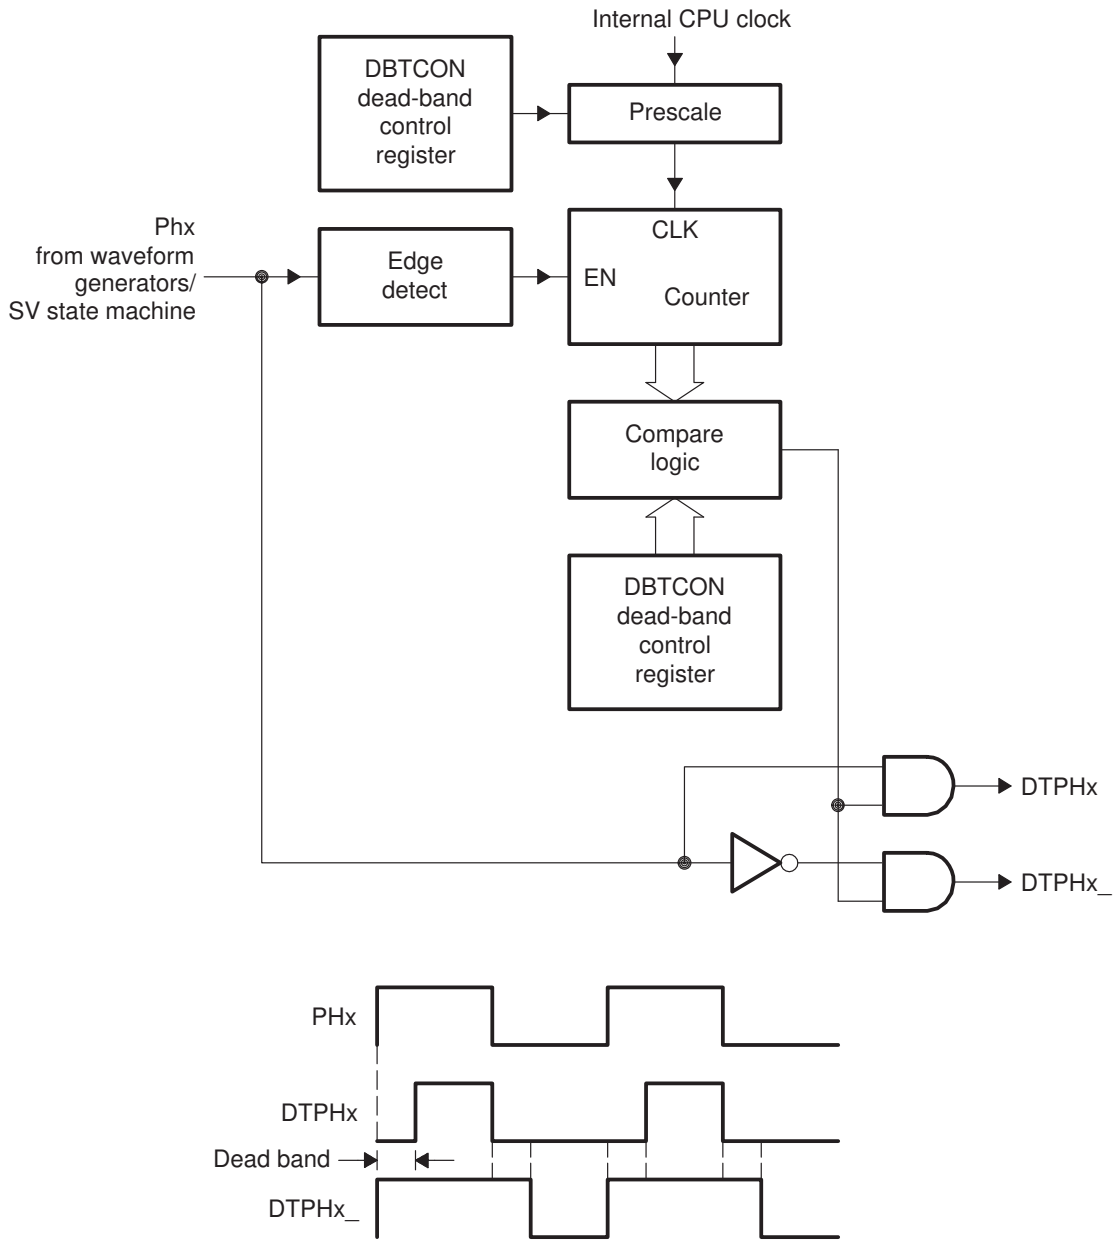 Internal CPU clock
DBTCON
dead-band
control
register
Prescale
Phx
from waveform
generators/
SV state machine
Edge
detect
CLK
EN
Counter
Compare
logic
DBTCON
dead-band
control
register
DTPHx
DTPHx_
PHx
DTPHx
Dead band
DTPHx_